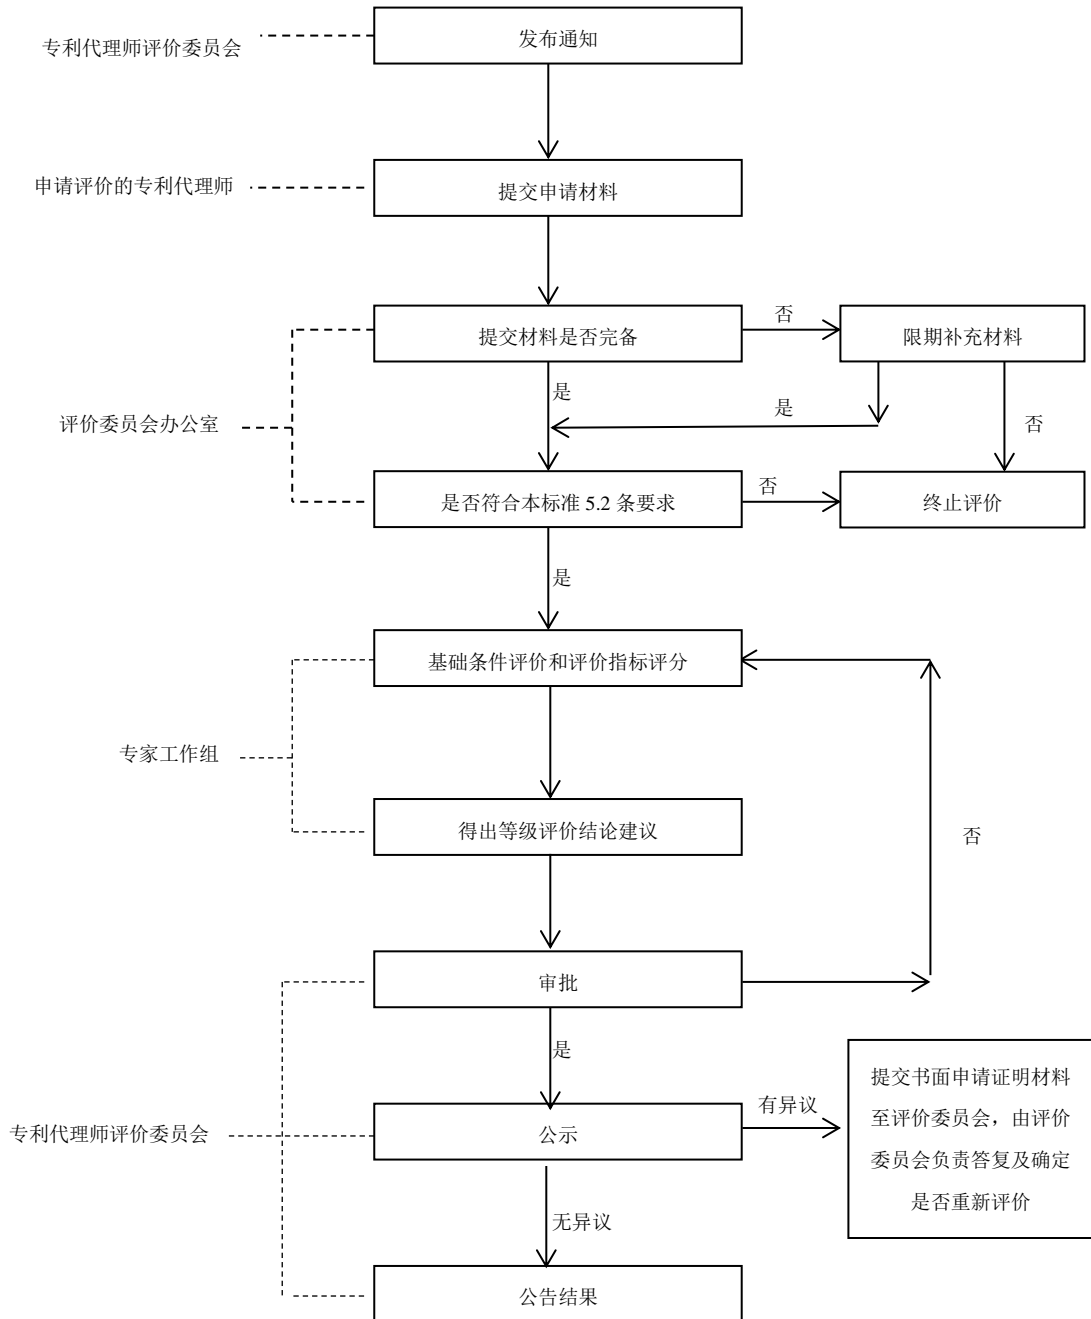 专利代理师评价委员会
发布通知
申请评价的专利代理师
提交申请材料
提交材料是否完备
否
限期补充材料
是
是
否
评价委员会办公室
是否符合本标准 5.2 条要求
否
终止评价
是
基础条件评价和评价指标评分
专家工作组
得出等级评价结论建议
否
审批
是
专利代理师评价委员会
公示
有异议
提交书面申请证明材料
至评价委员会，由评价
委员会负责答复及确定
是否重新评价
无异议
公告结果